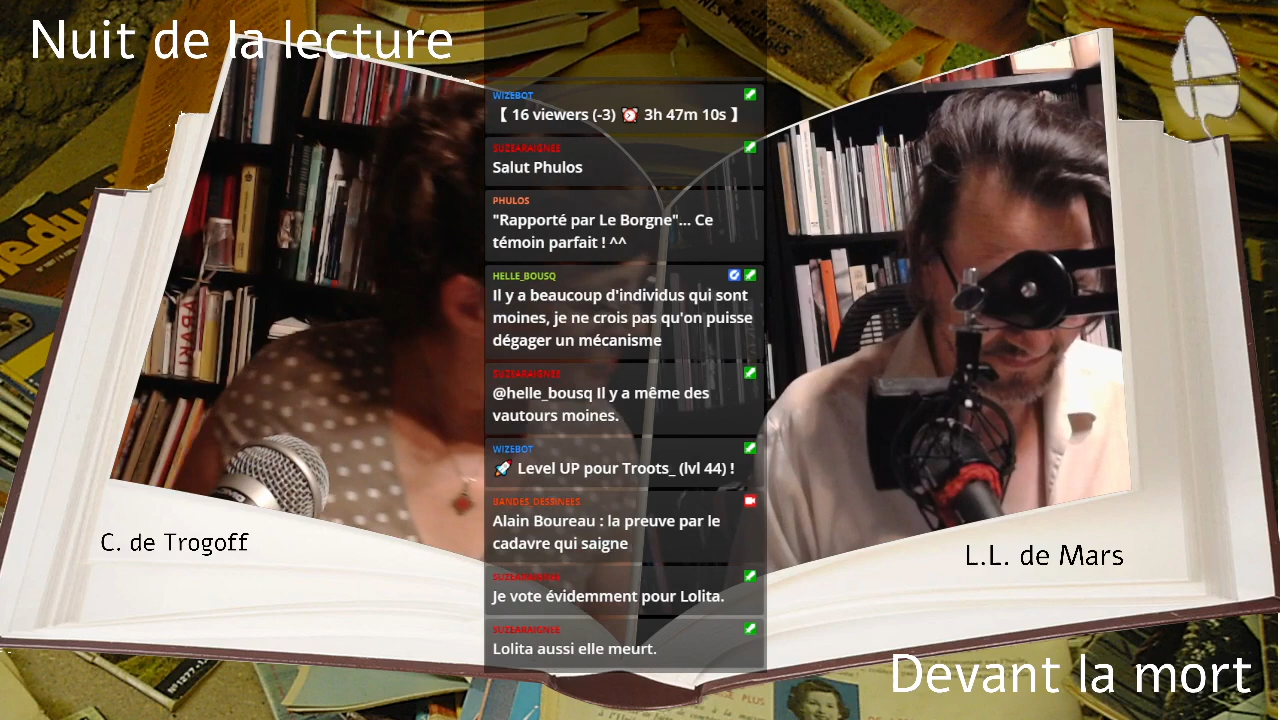 Nuit de la lecture
WIZEBOT
【 16 viewers (-3) ⏰ 3h 47m 10s 】
SUZEARAIGNEE
Salut Phulos
PHULOS
"Rapporté par Le Borgne"... Ce
témoin parfait ! ^^
HELLE_BOUSQ
Il y a beaucoup d'individus qui sont
moines, je ne crois pas qu'on puisse
dégager un mécanisme
SUZEARAIGNEE
@helle_bousq Il y a même des
vautours moines.
WIZEBOT
🚀 Level UP pour Troots_ (lvl 44) !
BANDES_DESSINEES
Alain Boureau : la preuve par le
cadavre qui saigne
SUZEARAIGNEE
Je vote évidemment pour Lolita.
SUZEARAIGNEE
Lolita aussi elle meurt.
C. de Trogoff
L.L. de Mars
Devant la mort